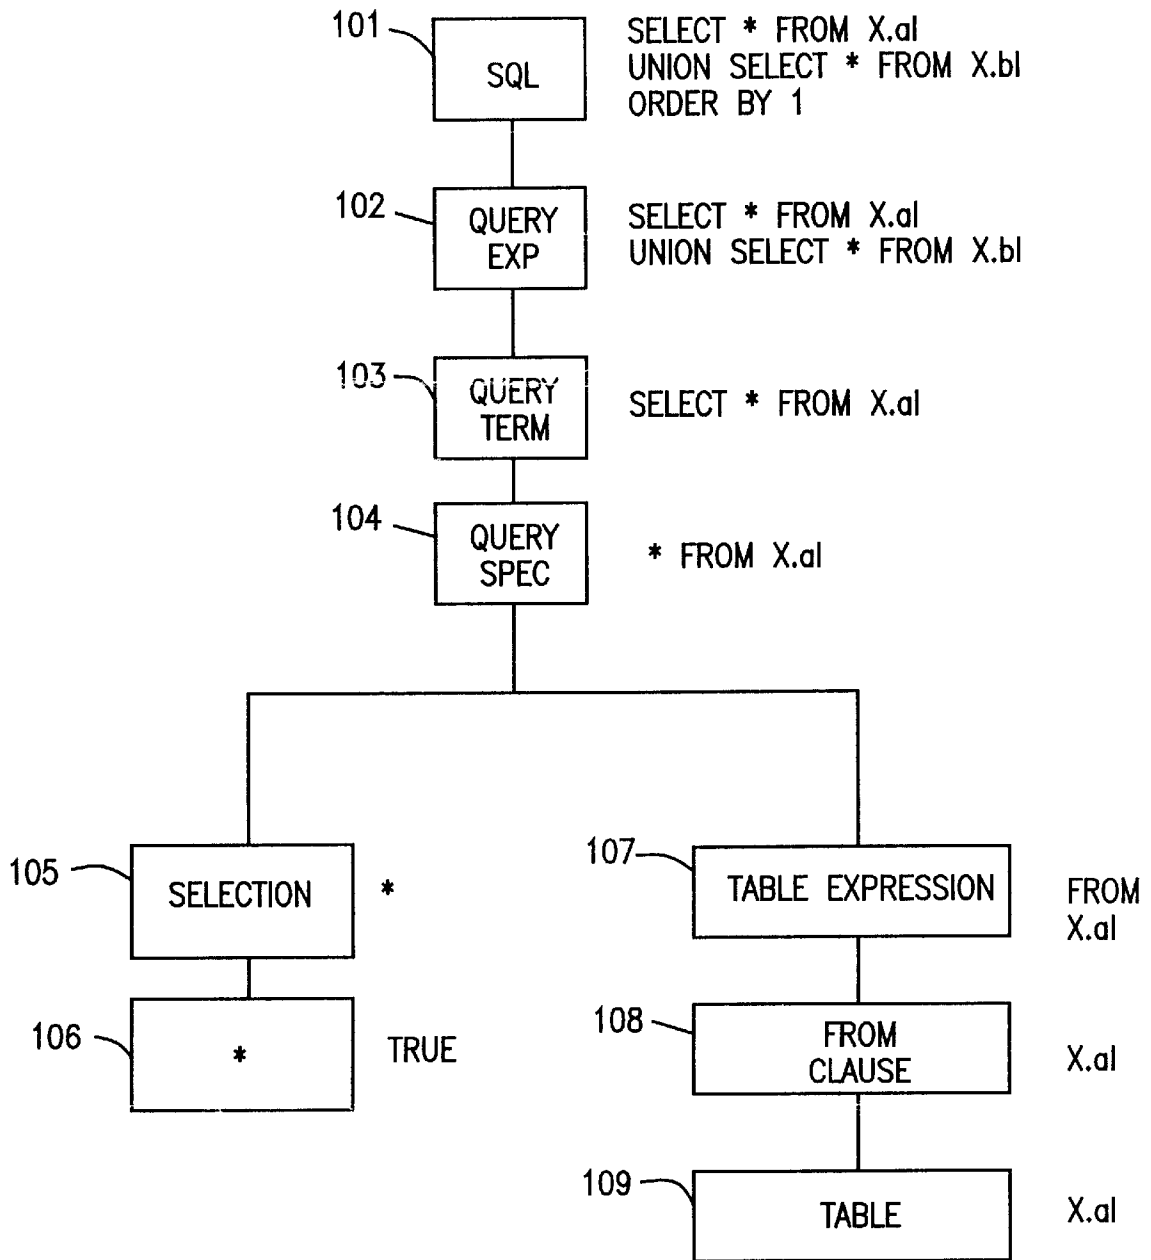 101
SQL
SELECT * FROM X.al
UNION SELECT * FROM X.bl
ORDER BY 1
102
QUERY
EXP
SELECT * FROM X.al
UNION SELECT * FROM X.bl
103
QUERY
TERM
SELECT * FROM X.al
104
QUERY
SPEC
* FROM X.al
105
SELECTION
*
106
*
TRUE
107
TABLE EXPRESSION
FROM
X.al
108
FROM
CLAUSE
X.al
109
TABLE
X.al